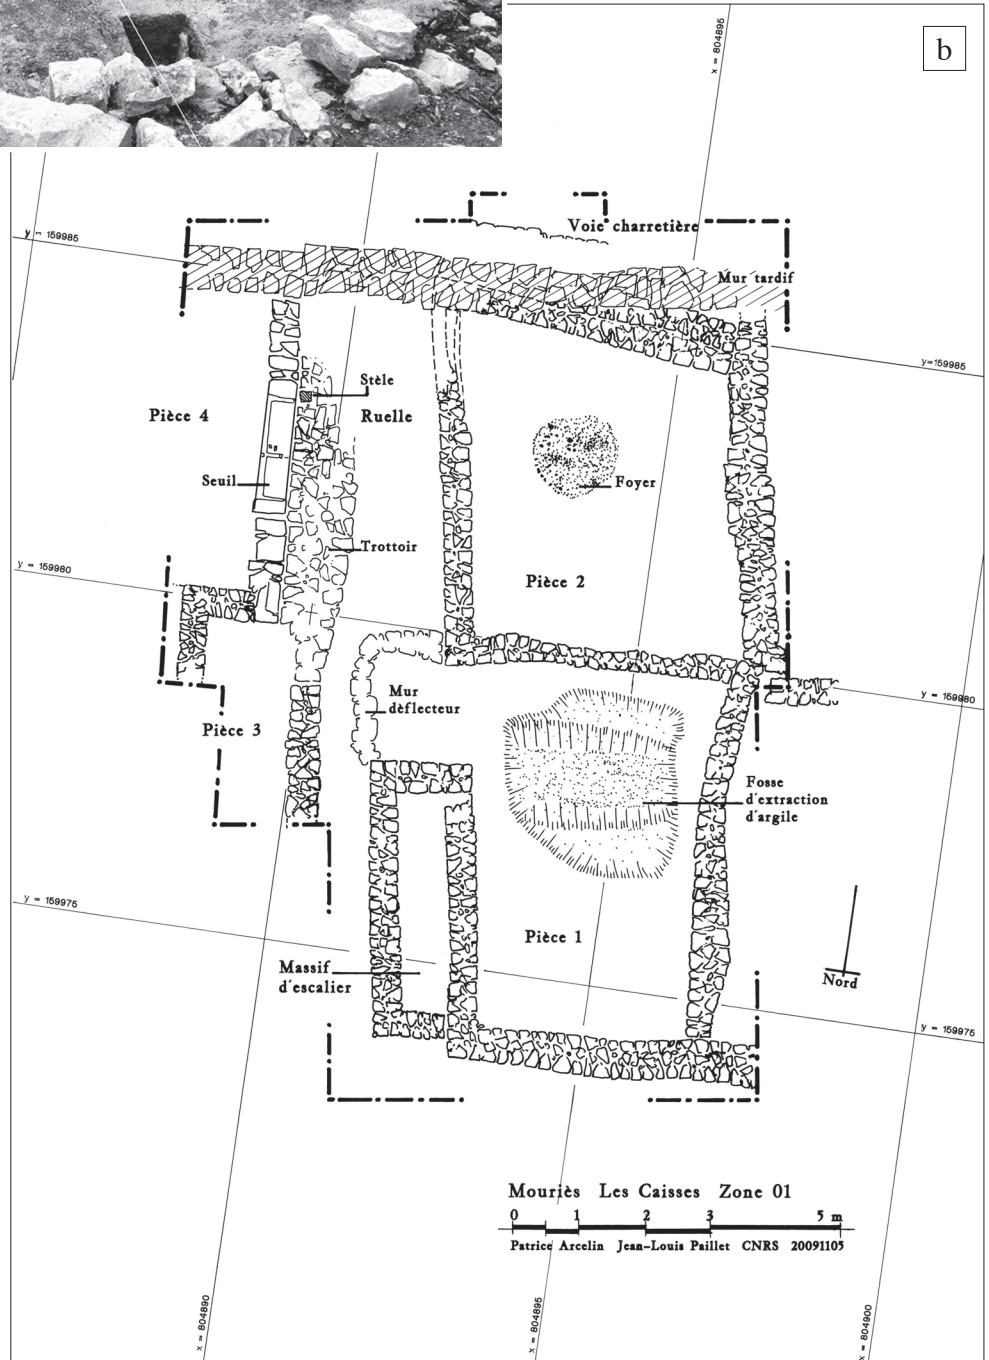 b
x = 804895
Voie charretière
y = 159985
Mur tardif
y=159985
Stèle
Pièce 4
Ruelle
Seuil
Foyer
Trottoir
y = 159980
Pièce 2
Mur
dèflecteur
y = 159980
Pièce 3
Fosse
d'extraction
d'argile
y = 159975
Pièce 1
Massif
d'escalier
Nord
y = 159975
Mouriès Les Caisses Zone 01
0 1 2 3 5 m
Patrice Arcelin Jean-Louis Paillet CNRS 20091105
x = 804890
x = 804895
x = 804900